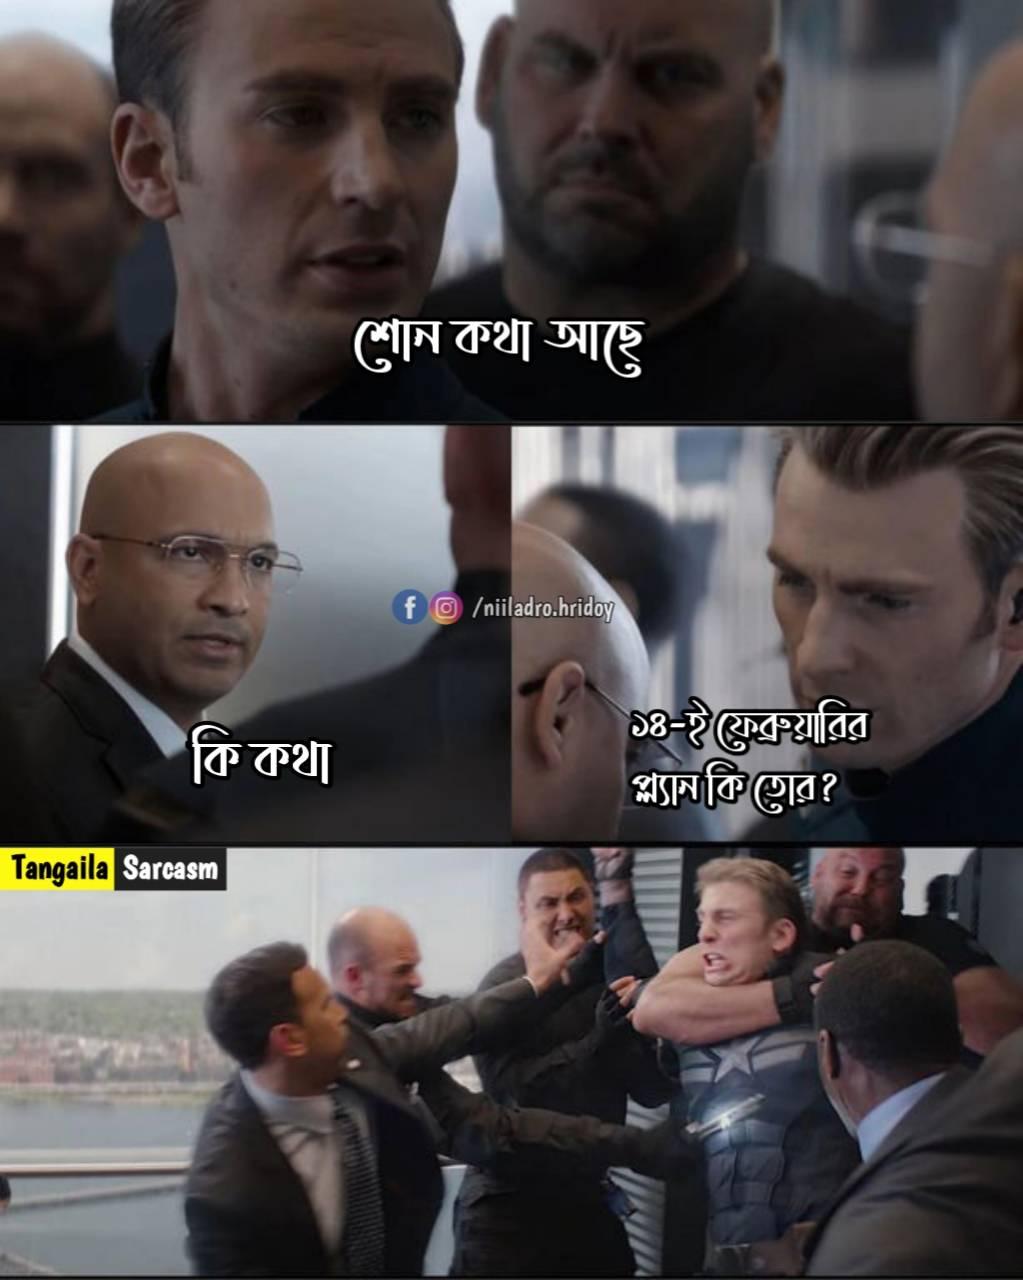 শোন কথা আছে
কি কথা
/niiladro.hridoy
১৪-ই ফেব্রুয়ারির
প্ল্যান কি তোর?
Tangaila Sarcasm